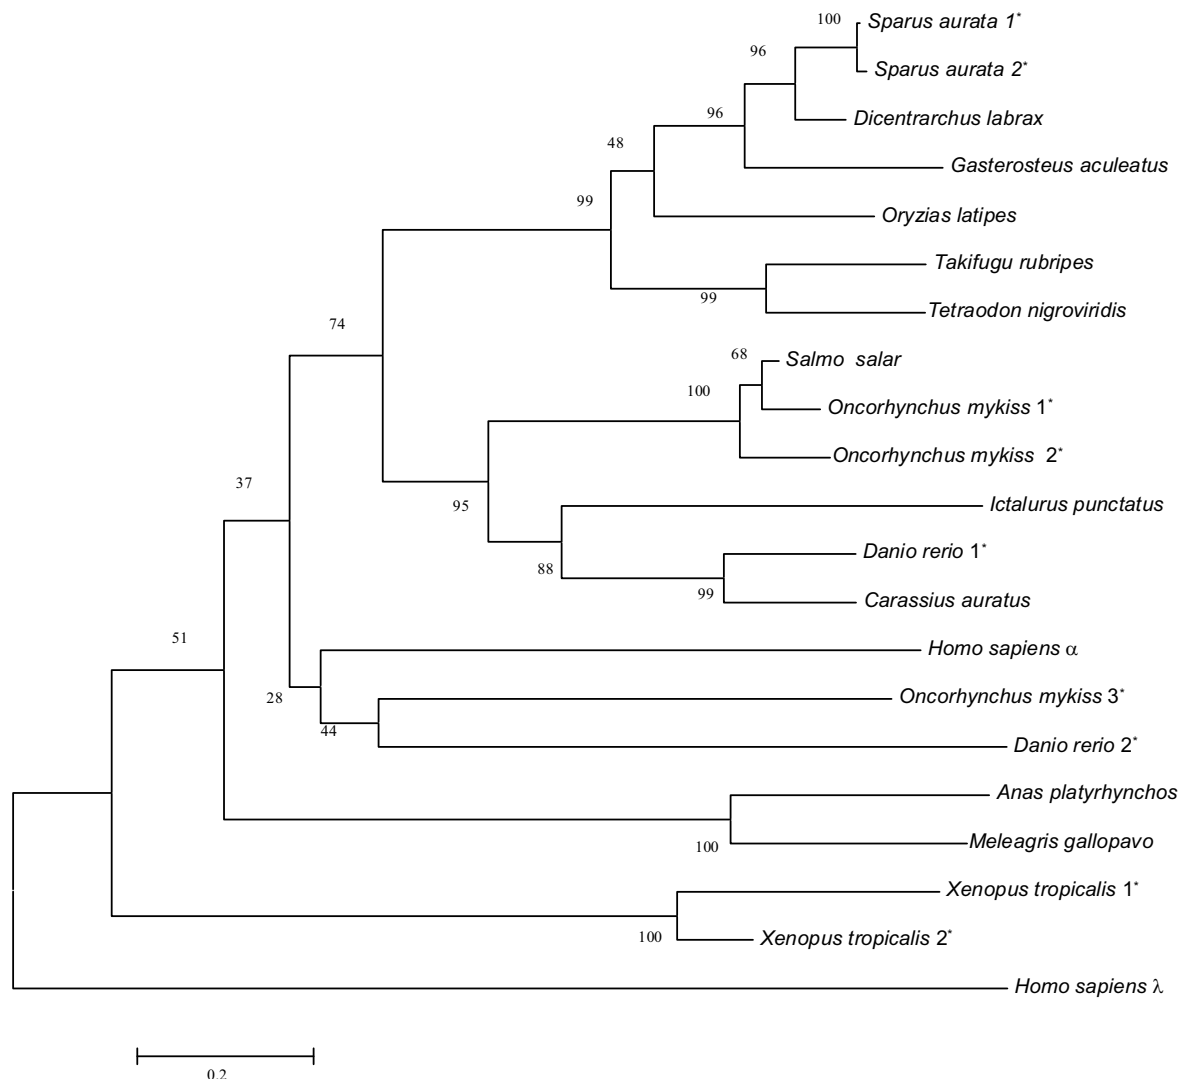 100 Sparus aurata 1*
96
Sparus aurata 2*
96 Dicentrarchus labrax
48
Gasterosteus aculeatus
99
Oryzias latipes
Takifugu rubripes
99
Tetraodon nigroviridis
74
68 Salmo salar
100
Oncorhynchus mykiss 1*
Oncorhynchus mykiss 2*
37
95 Ictalurus punctatus
Danio rerio 1*
88
99 Carassius auratus
51
Homo sapiens α
28 Oncorhynchus mykiss 3*
44
Danio rerio 2*
Anas platyrhynchos
100 Meleagris gallopavo
Xenopus tropicalis 1*
100 Xenopus tropicalis 2*
Homo sapiens λ
0.2